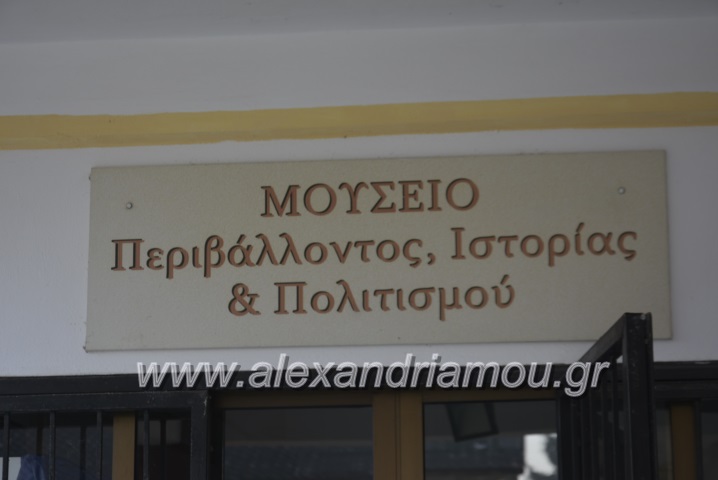 ΜΟΥΣΕΙΟ
Περιβάλλοντος, Ιστορίας
& Πολιτισμού
www.alexandriamou.gr